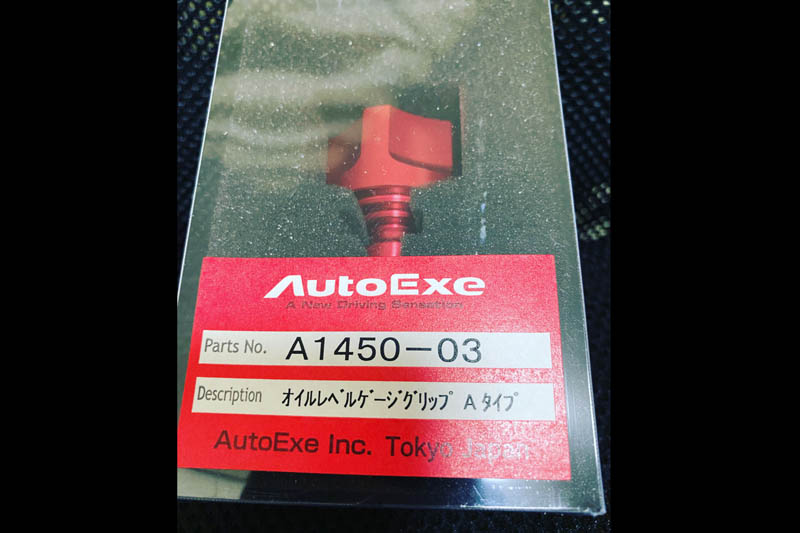 AutoExe
A New Driving Sensation
Parts No. A1450-03
Description ｵｲﾙﾚﾍﾞﾙｹﾞｰｼﾞｸﾞﾘｯﾌﾟ Aﾀｲﾌﾟ
AutoExe Inc. Tokyo Japan